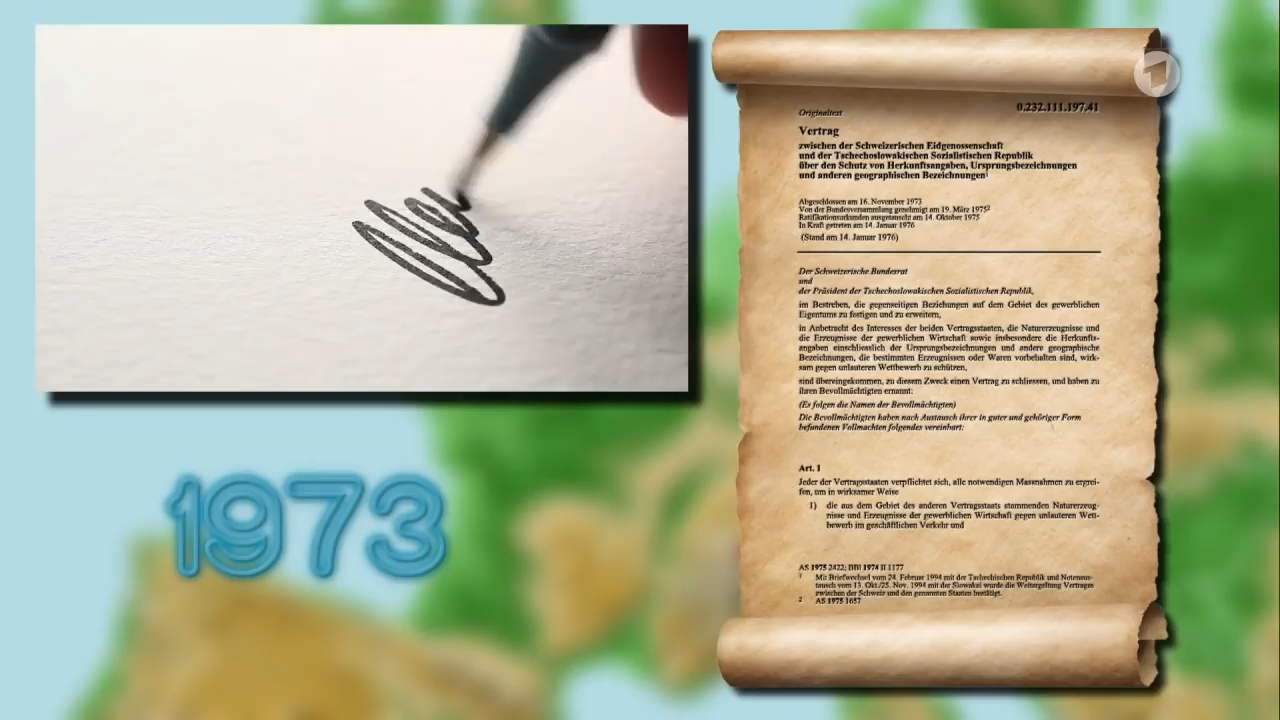 0.232.111.197.41
Originaltext
Vertrag
zwischen der Schweizerischen Eidgenossenschaft
und der Tschechoslowakischen Sozialistischen Republik
über den Schutz von Herkunftsangaben, Ursprungsbezeichnungen
und anderen geographischen Bezeichnungen¹
Abgeschlossen am 16. November 1973
Von der Bundesversammlung genehmigt am 19. März 1975²
Ratifikationsurkunden ausgetauscht am 14. Oktober 1975
In Kraft getreten am 14. Januar 1976
(Stand am 14. Januar 1976)
Der Schweizerische Bundesrat
und
der Präsident der Tschechoslowakischen Sozialistischen Republik,
im Bestreben, die gegenseitigen Beziehungen auf dem Gebiet des gewerblichen
Eigentums zu festigen und zu erweitern,
in Anbetracht des Interesses der beiden Vertragsstaaten, die Naturerzeugnisse und
die Erzeugnisse der gewerblichen Wirtschaft sowie insbesondere die Herkunfts-
angaben einschliesslich der Ursprungsbezeichnungen und andere geographische
Bezeichnungen, die bestimmten Erzeugnissen oder Waren vorbehalten sind, wirk-
sam gegen unlauteren Wettbewerb zu schützen,
sind übereingekommen, zu diesem Zweck einen Vertrag zu schliessen, und haben zu
ihren Bevollmächtigten ernannt:
(Es folgen die Namen der Bevollmächtigten)
Die Bevollmächtigten haben nach Austausch ihrer in guter und gehöriger Form
befundenen Vollmachten folgendes vereinbart:
Art. 1
Jeder der Vertragsstaaten verpflichtet sich, alle notwendigen Massnahmen zu ergrei-
fen, um in wirksamer Weise
1) die aus dem Gebiet des anderen Vertragsstaats stammenden Naturerzeug-
nisse und Erzeugnisse der gewerblichen Wirtschaft gegen unlauteren Wett-
bewerb im geschäftlichen Verkehr und
AS 1975 2422; BBl 1974 II 1177
1 Mit Briefwechsel vom 24. Februar 1994 mit der Tschechischen Republik und Notenaus-
tausch vom 13. Okt./25. Nov. 1994 mit der Slowakei wurde die Weitergeltung Vertrages
zwischen der Schweiz und den genannten Staaten bestätigt.
2 AS 1975 1657
1973
1